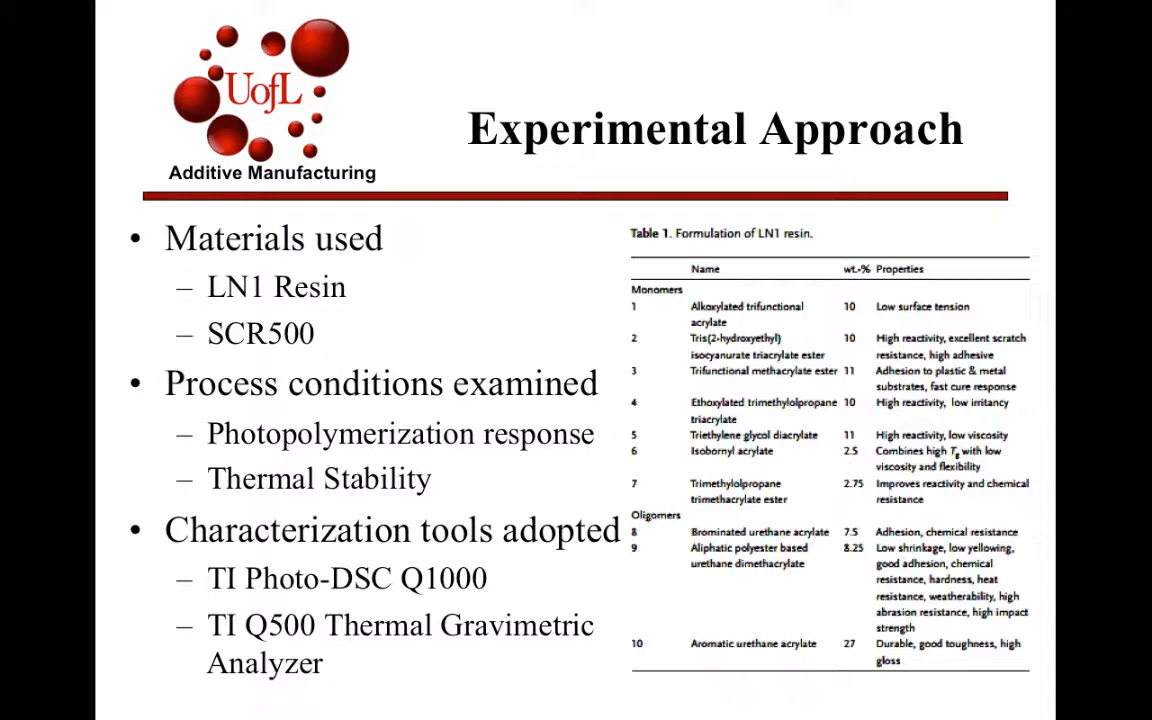 UofL
Additive Manufacturing
Experimental Approach
• Materials used
– LN1 Resin
– SCR500
• Process conditions examined
– Photopolymerization response
– Thermal Stability
• Characterization tools adopted
– TI Photo-DSC Q1000
– TI Q500 Thermal Gravimetric
Analyzer
Table 1. Formulation of LN1 resin.
Name wt.-% Properties
Monomers
1 Alkoxylated trifunctional 10 Low surface tension
acrylate
2 Tris(2-hydroxyethyl) 10 High reactivity, excellent scratch
isocyanurate triacrylate ester resistance, high adhesive
3 Trifunctional methacrylate ester 11 Adhesion to plastic & metal
substrates, fast cure response
4 Ethoxylated trimethylolpropane 10 High reactivity, low irritancy
triacrylate
5 Triethylene glycol diacrylate 11 High reactivity, low viscosity
6 Isobornyl acrylate 2.5 Combines high Tg with low
viscosity and flexibility
7 Trimethylolpropane 2.75 Improves reactivity and chemical
trimethacrylate ester resistance
Oligomers
8 Brominated urethane acrylate 7.5 Adhesion, chemical resistance
9 Aliphatic polyester based 8.25 Low shrinkage, low yellowing,
urethane dimethacrylate good adhesion, chemical
resistance, hardness, heat
resistance, weatherability, high
abrasion resistance, high impact
strength
10 Aromatic urethane acrylate 27 Durable, good toughness, high
gloss